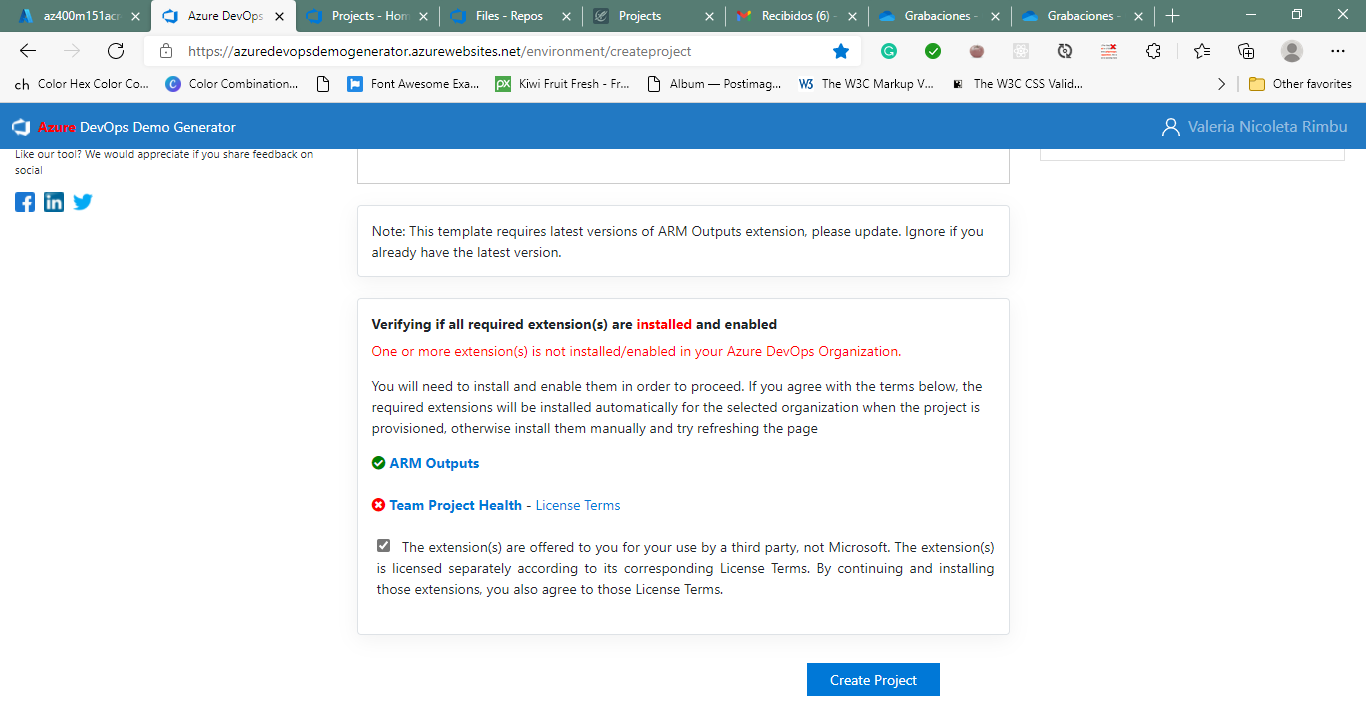 az400m151acr
Azure DevOps
Projects - Hom
Files - Repos
Projects
Recibidos (6) -
Grabaciones -
Grabaciones -
https://azuredevopsdemogenerator.azurewebsites.net/environment/createproject
ch Color Hex Color Co...
C Color Combination...
Font Awesome Exa...
px Kiwi Fruit Fresh - Fr...
Album — Postimag...
W3 The W3C Markup V...
The W3C CSS Valid...
Other favorites
Azure DevOps Demo Generator
Valeria Nicoleta Rimbu
Like our tool? We would appreciate if you share feedback on
social
Note: This template requires latest versions of ARM Outputs extension, please update. Ignore if you
already have the latest version.
Verifying if all required extension(s) are installed and enabled
One or more extension(s) is not installed/enabled in your Azure DevOps Organization.
You will need to install and enable them in order to proceed. If you agree with the terms below, the
required extensions will be installed automatically for the selected organization when the project is
provisioned, otherwise install them manually and try refreshing the page
ARM Outputs
Team Project Health - License Terms
The extension(s) are offered to you for your use by a third party, not Microsoft. The extension(s)
is licensed separately according to its corresponding License Terms. By continuing and installing
those extensions, you also agree to those License Terms.
Create Project